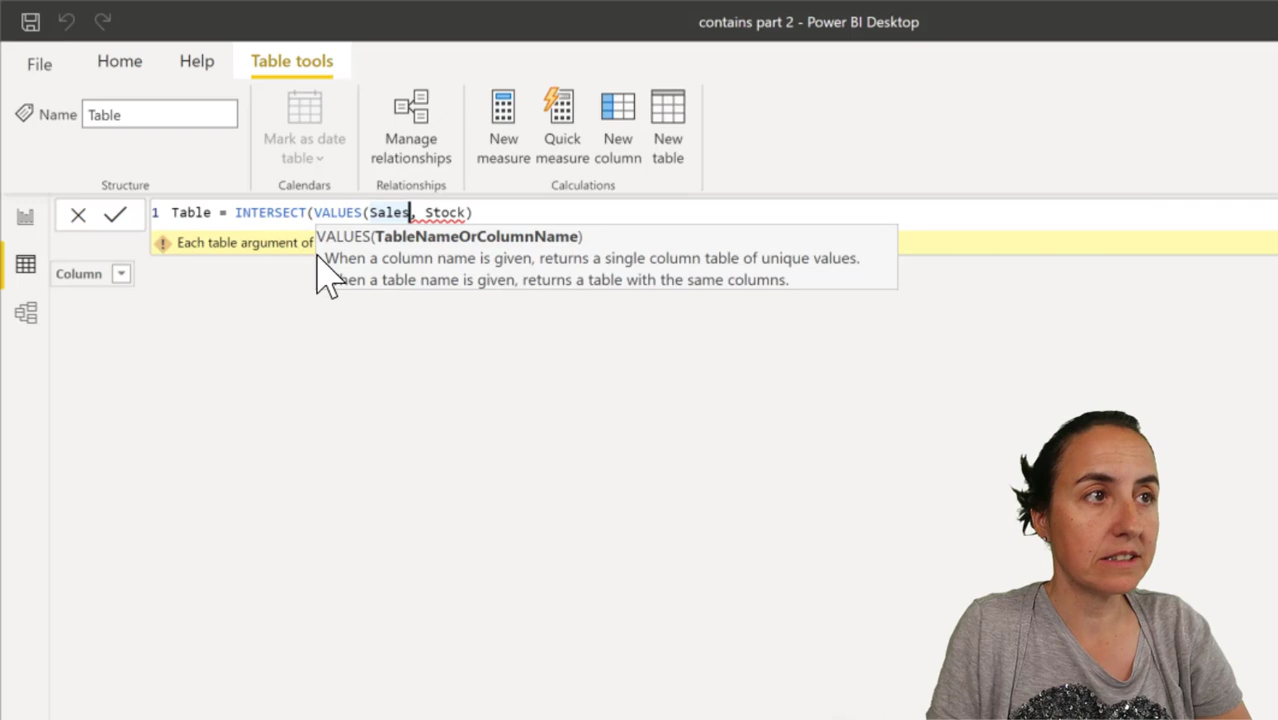 contains part 2 - Power BI Desktop
File Home Help Table tools
Name Table
Mark as date table
Manage relationships
New measure
Quick measure
New column
New table
Structure Calendars Relationships Calculations
1 Table = INTERSECT(VALUES(Sales, Stock)
Each table argument of
VALUES(TableNameOrColumnName)
When a column name is given, returns a single column table of unique values.
When a table name is given, returns a table with the same columns.
Column